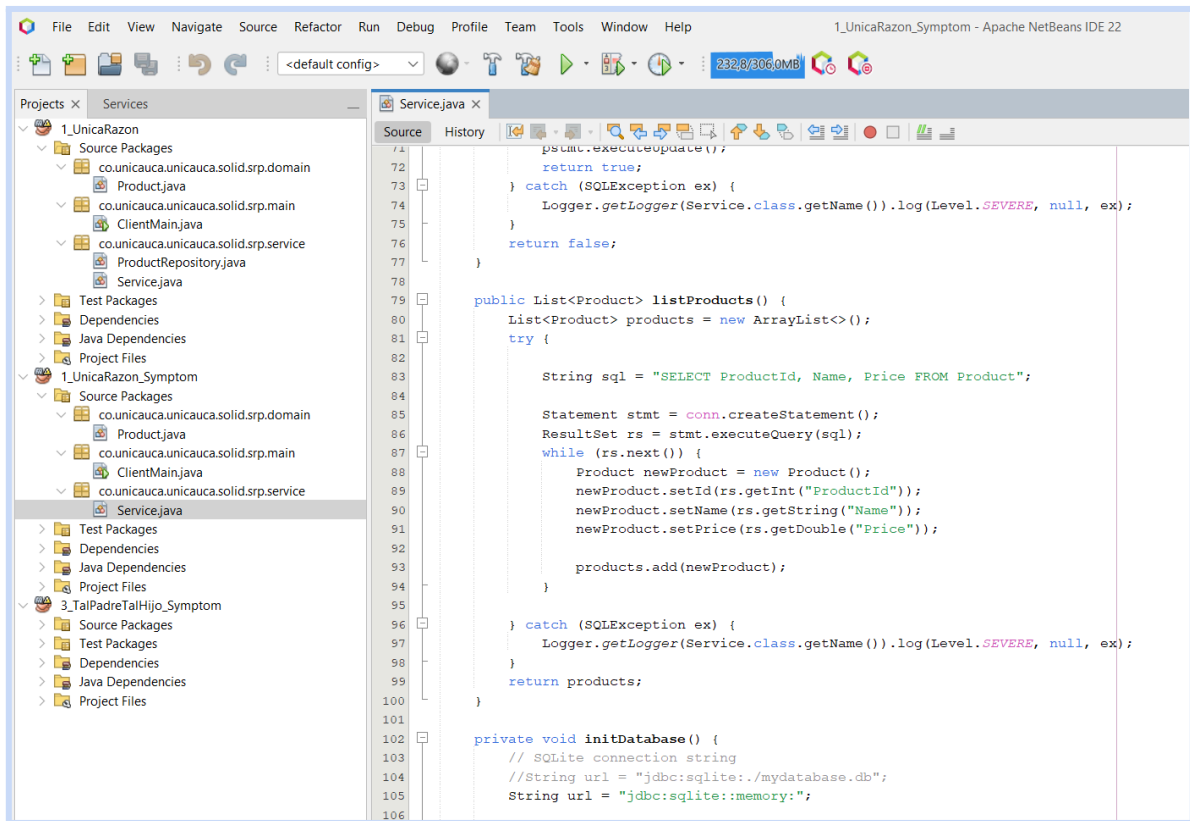 File Edit View Navigate Source Refactor Run Debug Profile Team Tools Window Help 1_UnicaRazon_Symptom - Apache NetBeans IDE 22
<default config> 232,8/306,0MB
Projects × Services
1_UnicaRazon
Source Packages
co.unicauca.unicauca.solid.srp.domain
Product.java
co.unicauca.unicauca.solid.srp.main
ClientMain.java
co.unicauca.unicauca.solid.srp.service
ProductRepository.java
Service.java
Test Packages
Dependencies
Java Dependencies
Project Files
1_UnicaRazon_Symptom
Source Packages
co.unicauca.unicauca.solid.srp.domain
Product.java
co.unicauca.unicauca.solid.srp.main
ClientMain.java
co.unicauca.unicauca.solid.srp.service
Service.java
Test Packages
Dependencies
Java Dependencies
Project Files
3_TalPadreTalHijo_Symptom
Source Packages
Test Packages
Dependencies
Java Dependencies
Project Files
Service.java ×
Source History
71 pstmt.executeUpdate();
72 return true;
73 } catch (SQLException ex) {
74 Logger.getLogger(Service.class.getName()).log(Level.SEVERE, null, ex);
75 }
76 return false;
77 }
78
79 public List<Product> listProducts() {
80 List<Product> products = new ArrayList<>();
81 try {
82
83 String sql = "SELECT ProductId, Name, Price FROM Product";
84
85 Statement stmt = conn.createStatement();
86 ResultSet rs = stmt.executeQuery(sql);
87 while (rs.next()) {
88 Product newProduct = new Product();
89 newProduct.setId(rs.getInt("ProductId"));
90 newProduct.setName(rs.getString("Name"));
91 newProduct.setPrice(rs.getDouble("Price"));
92
93 products.add(newProduct);
94 }
95
96 } catch (SQLException ex) {
97 Logger.getLogger(Service.class.getName()).log(Level.SEVERE, null, ex);
98 }
99 return products;
100 }
101
102 private void initDatabase() {
103 // SQLite connection string
104 //String url = "jdbc:sqlite:./mydatabase.db";
105 String url = "jdbc:sqlite::memory:";
106